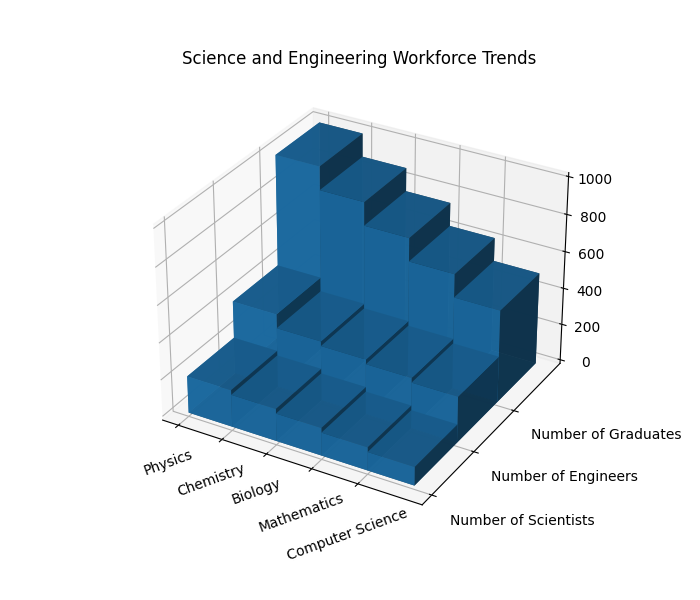 Science and Engineering Workforce Trends
1000
800
600
400
200
0
Number of Graduates
Number of Engineers
Number of Scientists
Physics
Chemistry
Biology
Mathematics
Computer Science